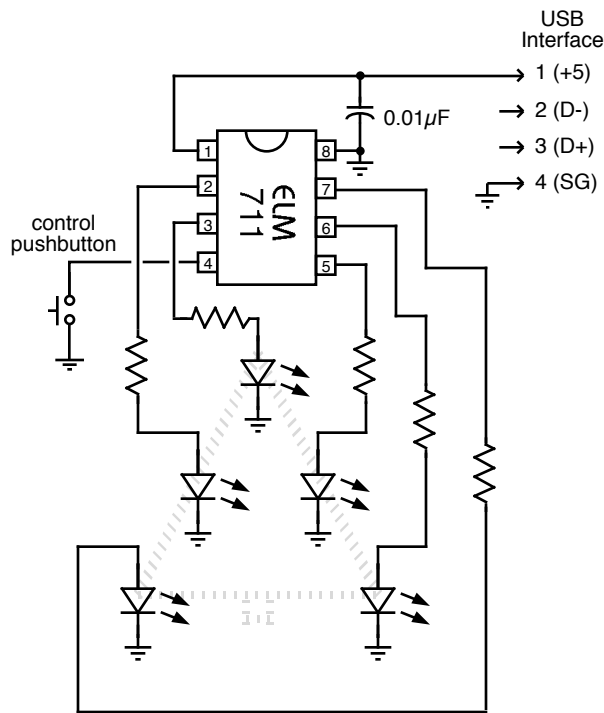 USB
Interface
1 (+5)
2 (D-)
3 (D+)
4 (SG)
0.01µF
1
2
3
4
8
7
6
5
ELM
711
control
pushbutton